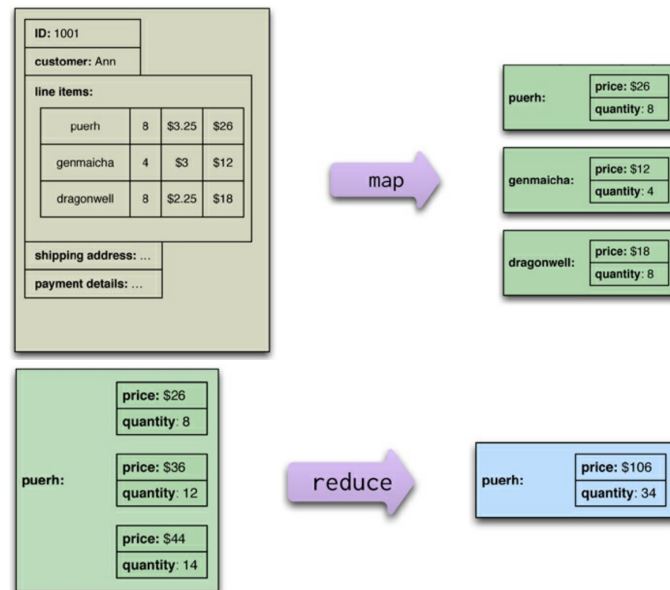 ID: 1001
customer: Ann
line items:
puerh 8 $3.25 $26
genmaicha 4 $3 $12
dragonwell 8 $2.25 $18
shipping address: ...
payment details: ...
map
puerh:
price: $26
quantity: 8
genmaicha:
price: $12
quantity: 4
dragonwell:
price: $18
quantity: 8
puerh:
price: $26
quantity: 8
price: $36
quantity: 12
price: $44
quantity: 14
reduce
puerh:
price: $106
quantity: 34